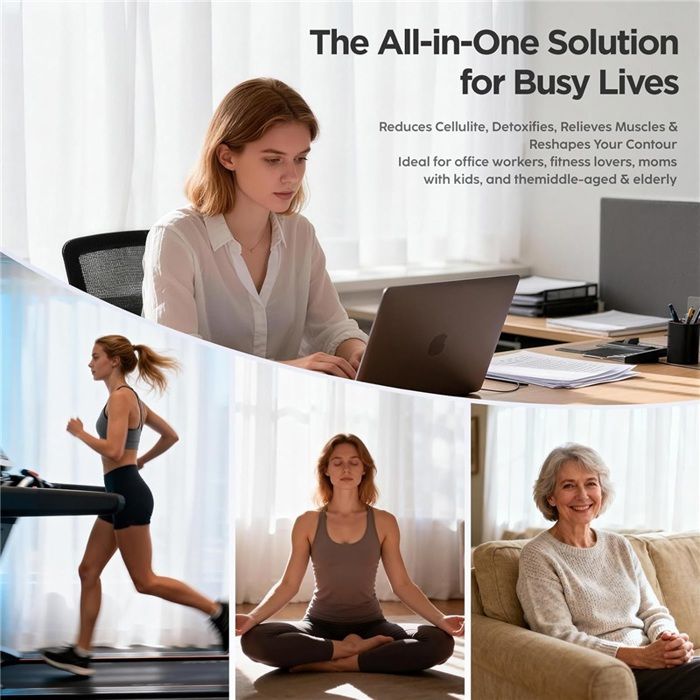 The All-in-One Solution
for Busy Lives
Reduces Cellulite, Detoxifies, Relieves Muscles &
Reshapes Your Contour
Ideal for office workers, fitness lovers, moms
with kids, and themiddle-aged & elderly